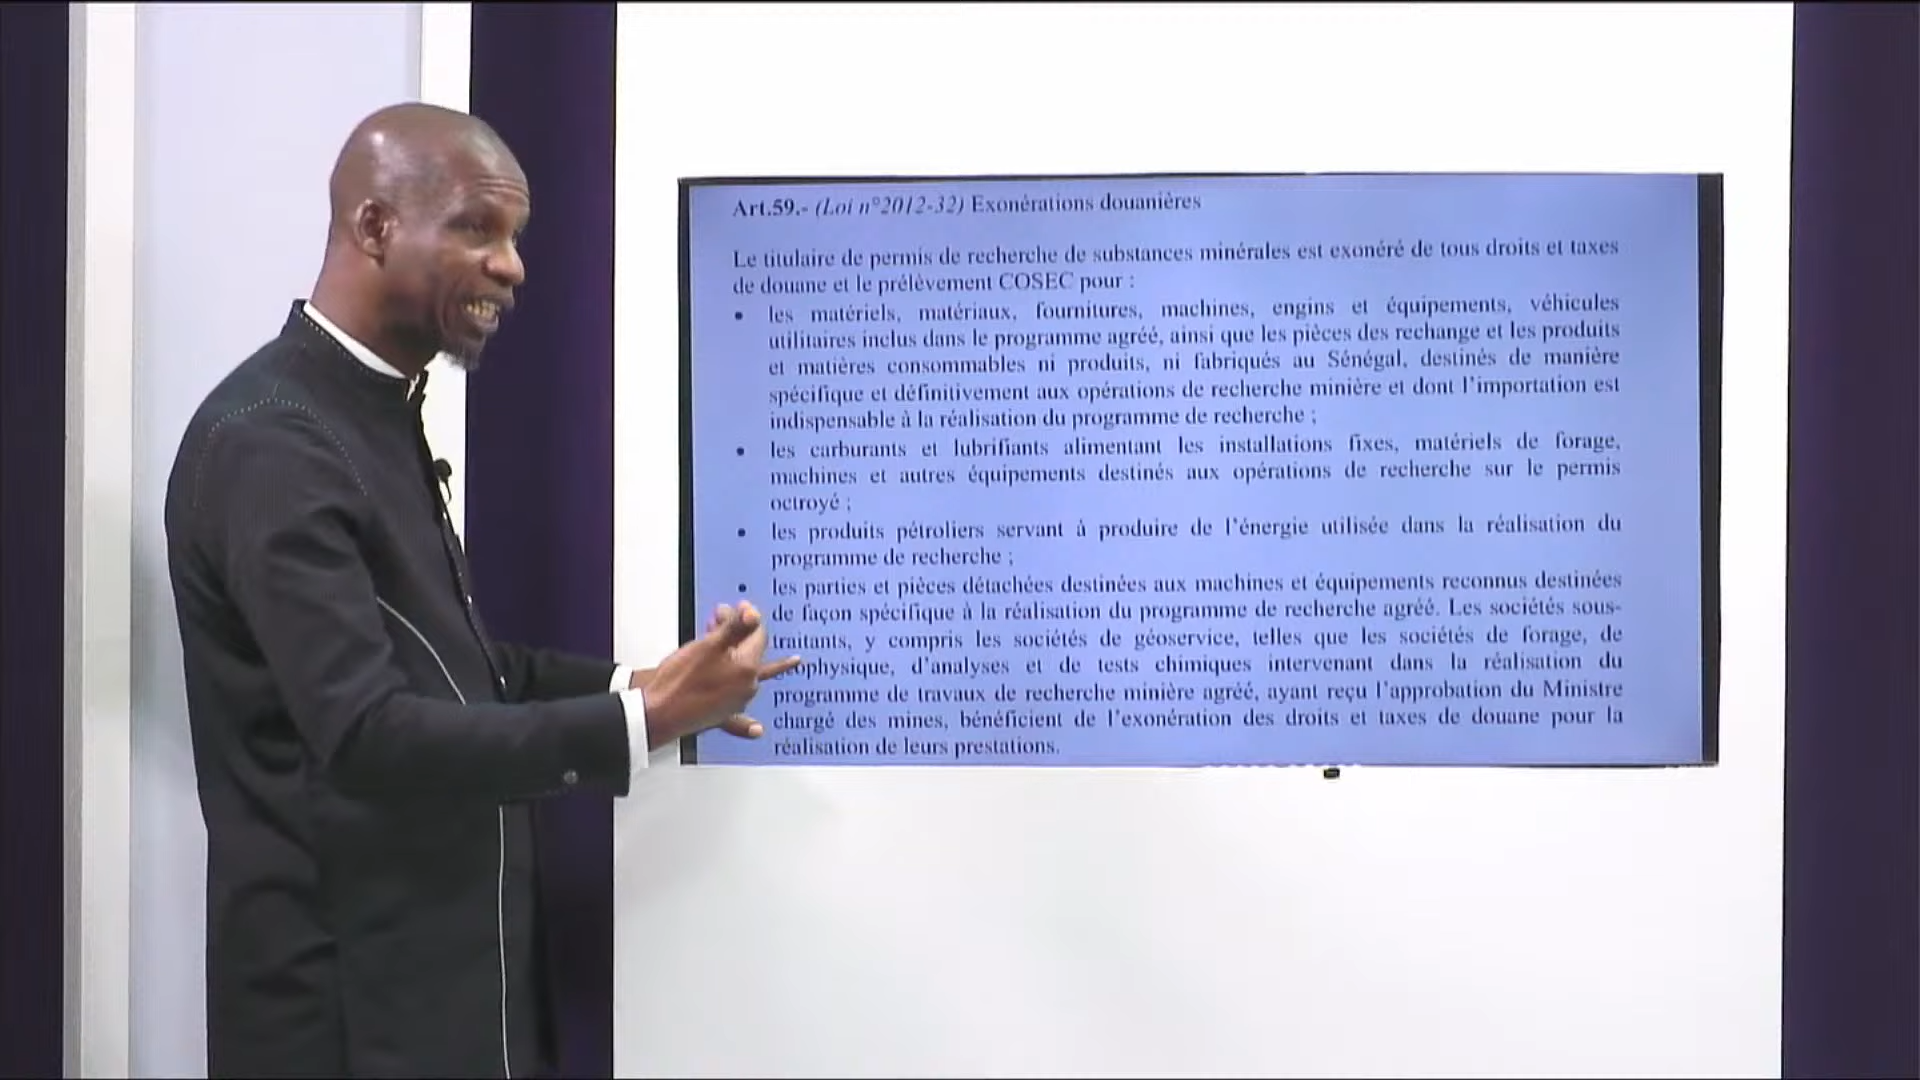 Art.59.- (Loi n°2012-32) Exonérations douanières
Le titulaire de permis de recherche de substances minérales est exonéré de tous droits et taxes
de douane et le prélèvement COSEC pour :
• les matériels, matériaux, fournitures, machines, engins et équipements, véhicules
utilitaires inclus dans le programme agréé, ainsi que les pièces des rechange et les produits
et matières consommables ni produits, ni fabriqués au Sénégal, destinés de manière
spécifique et définitivement aux opérations de recherche minière et dont l'importation est
indispensable à la réalisation du programme de recherche ;
• les carburants et lubrifiants alimentant les installations fixes, matériels de forage,
machines et autres équipements destinés aux opérations de recherche sur le permis
octroyé ;
• les produits pétroliers servant à produire de l'énergie utilisée dans la réalisation du
programme de recherche ;
• les parties et pièces détachées destinées aux machines et équipements reconnus destinées
de façon spécifique à la réalisation du programme de recherche agréé. Les sociétés sous-
traitants, y compris les sociétés de géoservice, telles que les sociétés de forage, de
géophysique, d'analyses et de tests chimiques intervenant dans la réalisation du
programme de travaux de recherche minière agréé, ayant reçu l'approbation du Ministre
chargé des mines, bénéficient de l'exonération des droits et taxes de douane pour la
réalisation de leurs prestations.